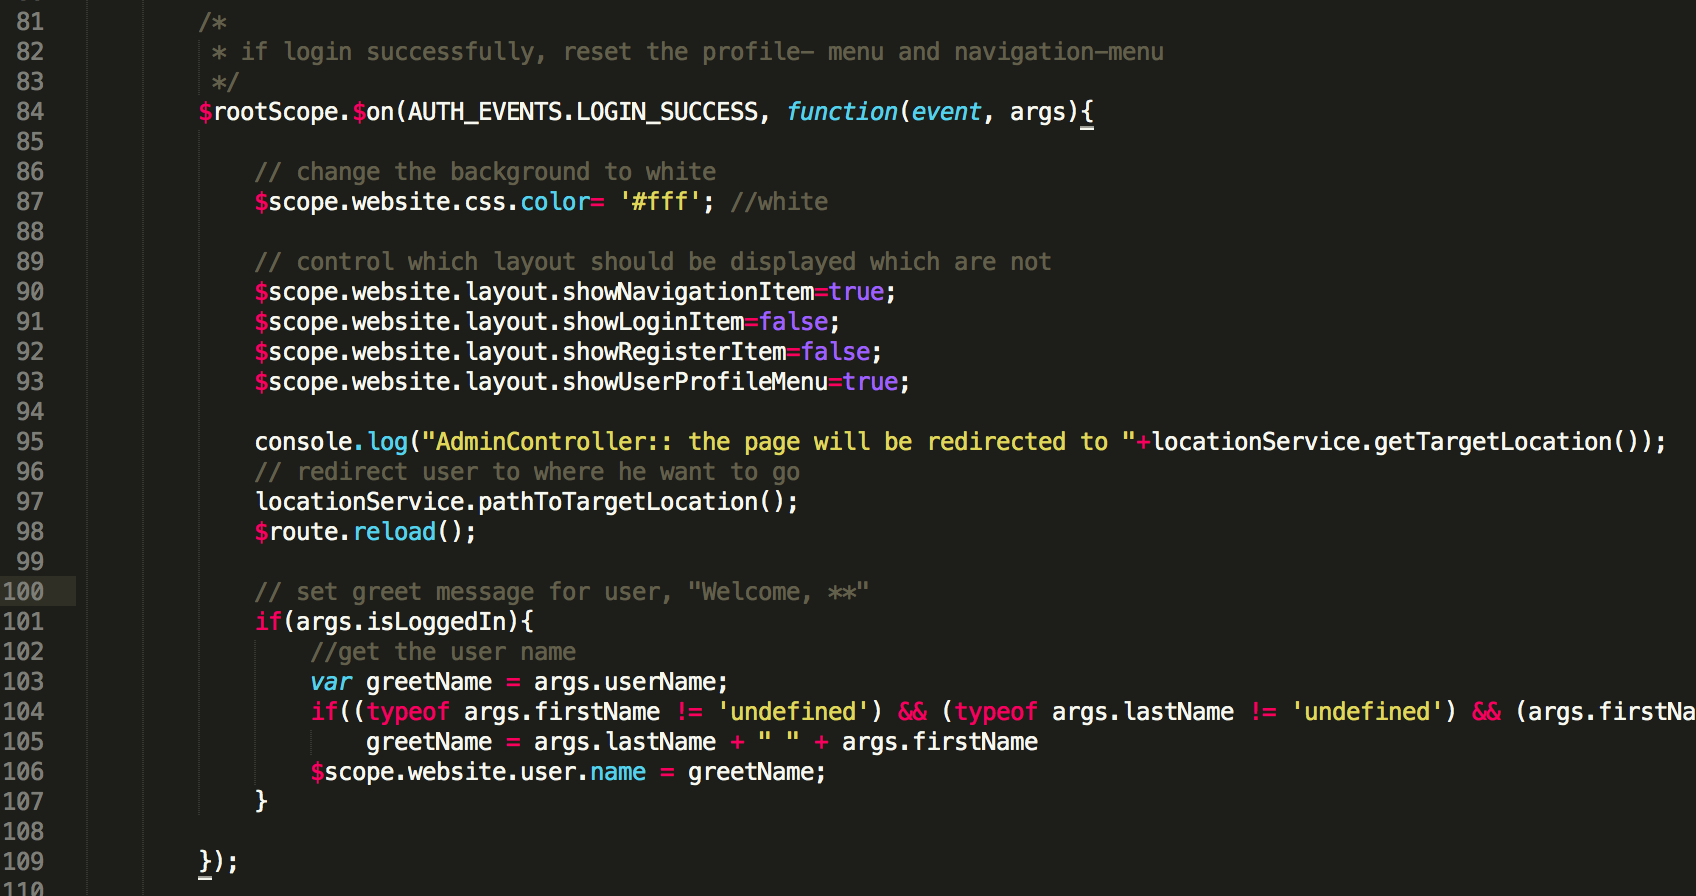 81 /*
82 * if login successfully, reset the profile- menu and navigation-menu
83 */
84 $rootScope.$on(AUTH_EVENTS.LOGIN_SUCCESS, function(event, args){
85
86 // change the background to white
87 $scope.website.css.color= '#fff'; //white
88
89 // control which layout should be displayed which are not
90 $scope.website.layout.showNavigationItem=true;
91 $scope.website.layout.showLoginItem=false;
92 $scope.website.layout.showRegisterItem=false;
93 $scope.website.layout.showUserProfileMenu=true;
94
95 console.log("AdminController:: the page will be redirected to "+locationService.getTargetLocation());
96 // redirect user to where he want to go
97 locationService.pathToTargetLocation();
98 $route.reload();
99
100 // set greet message for user, "Welcome, **"
101 if(args.isLoggedIn){
102 //get the user name
103 var greetName = args.userName;
104 if((typeof args.firstName != 'undefined') && (typeof args.lastName != 'undefined') && (args.firstNa
105 greetName = args.lastName + " " + args.firstName
106 $scope.website.user.name = greetName;
107 }
108
109 });
110